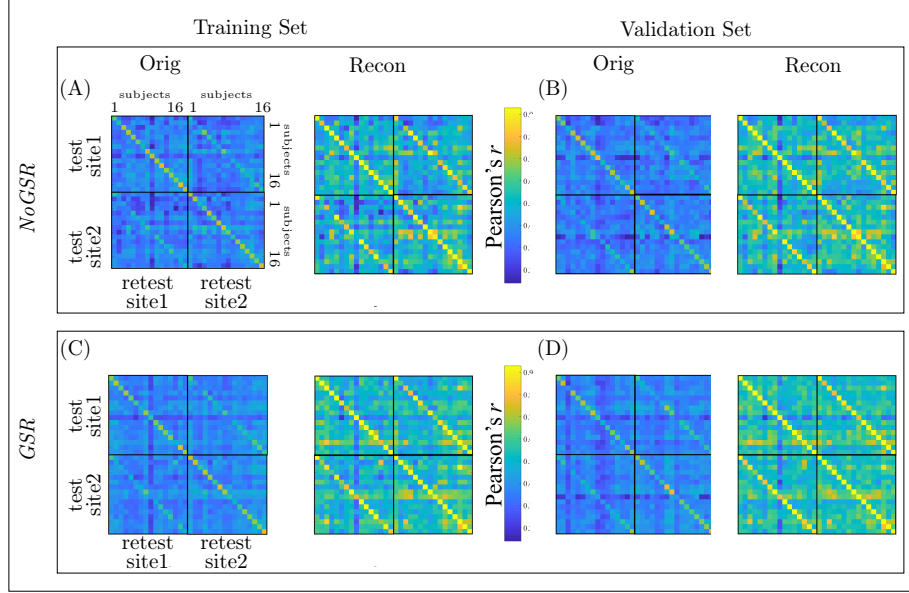 Training Set Validation Set
Orig Recon Orig Recon
(A) (B)
subjects subjects
1 16 1 16
test site1
1 subjects 16
NoGSR
Pearson's r
test site2
1 subjects 16
retest site1 retest site2
(C) (D)
0.9
test site1
GSR
Pearson's r
test site2
retest site1 retest site2